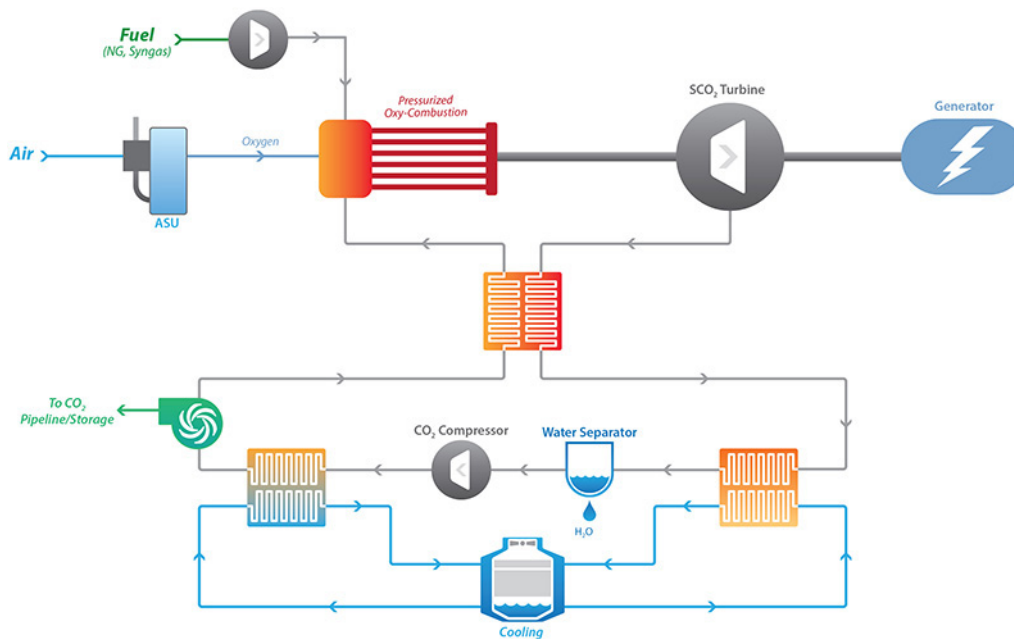 Fuel
(NG, Syngas)
Pressurized
Oxy-Combustion
SCO₂ Turbine
Generator
Air
Oxygen
ASU
To CO₂
Pipeline/Storage
CO₂ Compressor
Water Separator
H₂O
Cooling